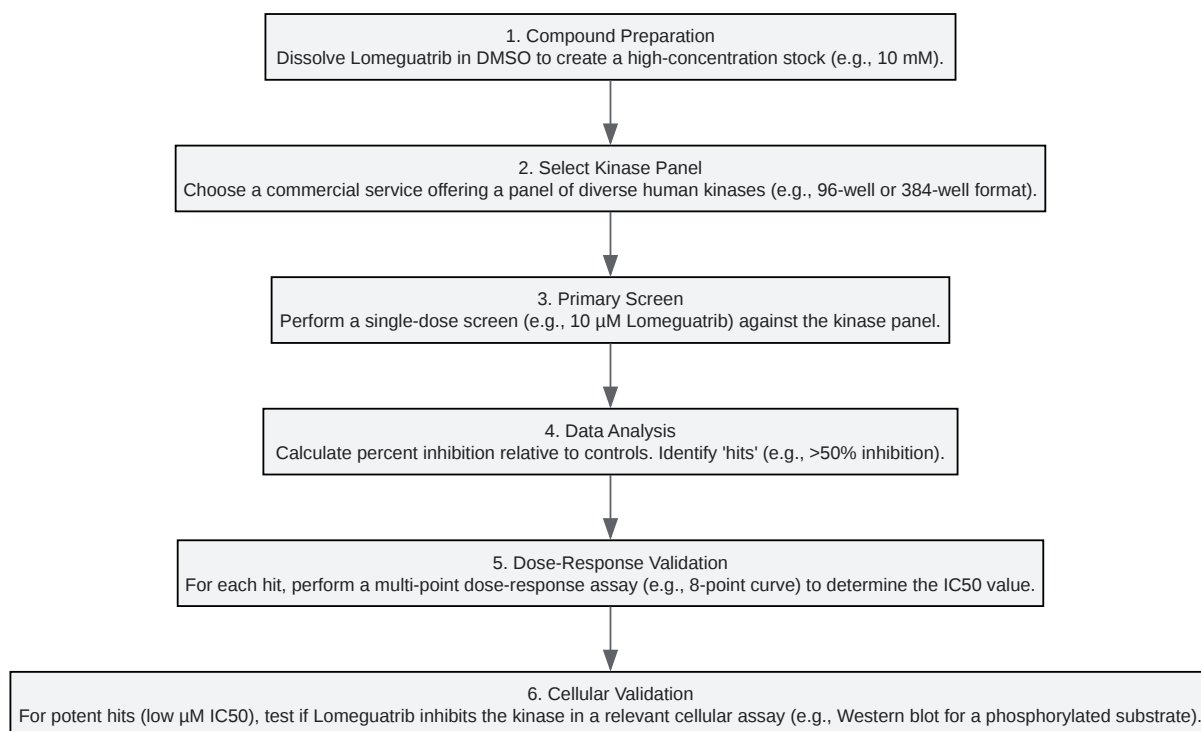 1. Compound Preparation
Dissolve Lomeguatrib in DMSO to create a high-concentration stock (e.g., 10 mM).
2. Select Kinase Panel
Choose a commercial service offering a panel of diverse human kinases (e.g., 96-well or 384-well format).
3. Primary Screen
Perform a single-dose screen (e.g., 10 µM Lomeguatrib) against the kinase panel.
4. Data Analysis
Calculate percent inhibition relative to controls. Identify 'hits' (e.g., >50% inhibition).
5. Dose-Response Validation
For each hit, perform a multi-point dose-response assay (e.g., 8-point curve) to determine the IC50 value.
6. Cellular Validation
For potent hits (low µM IC50), test if Lomeguatrib inhibits the kinase in a relevant cellular assay (e.g., Western blot for a phosphorylated substrate).